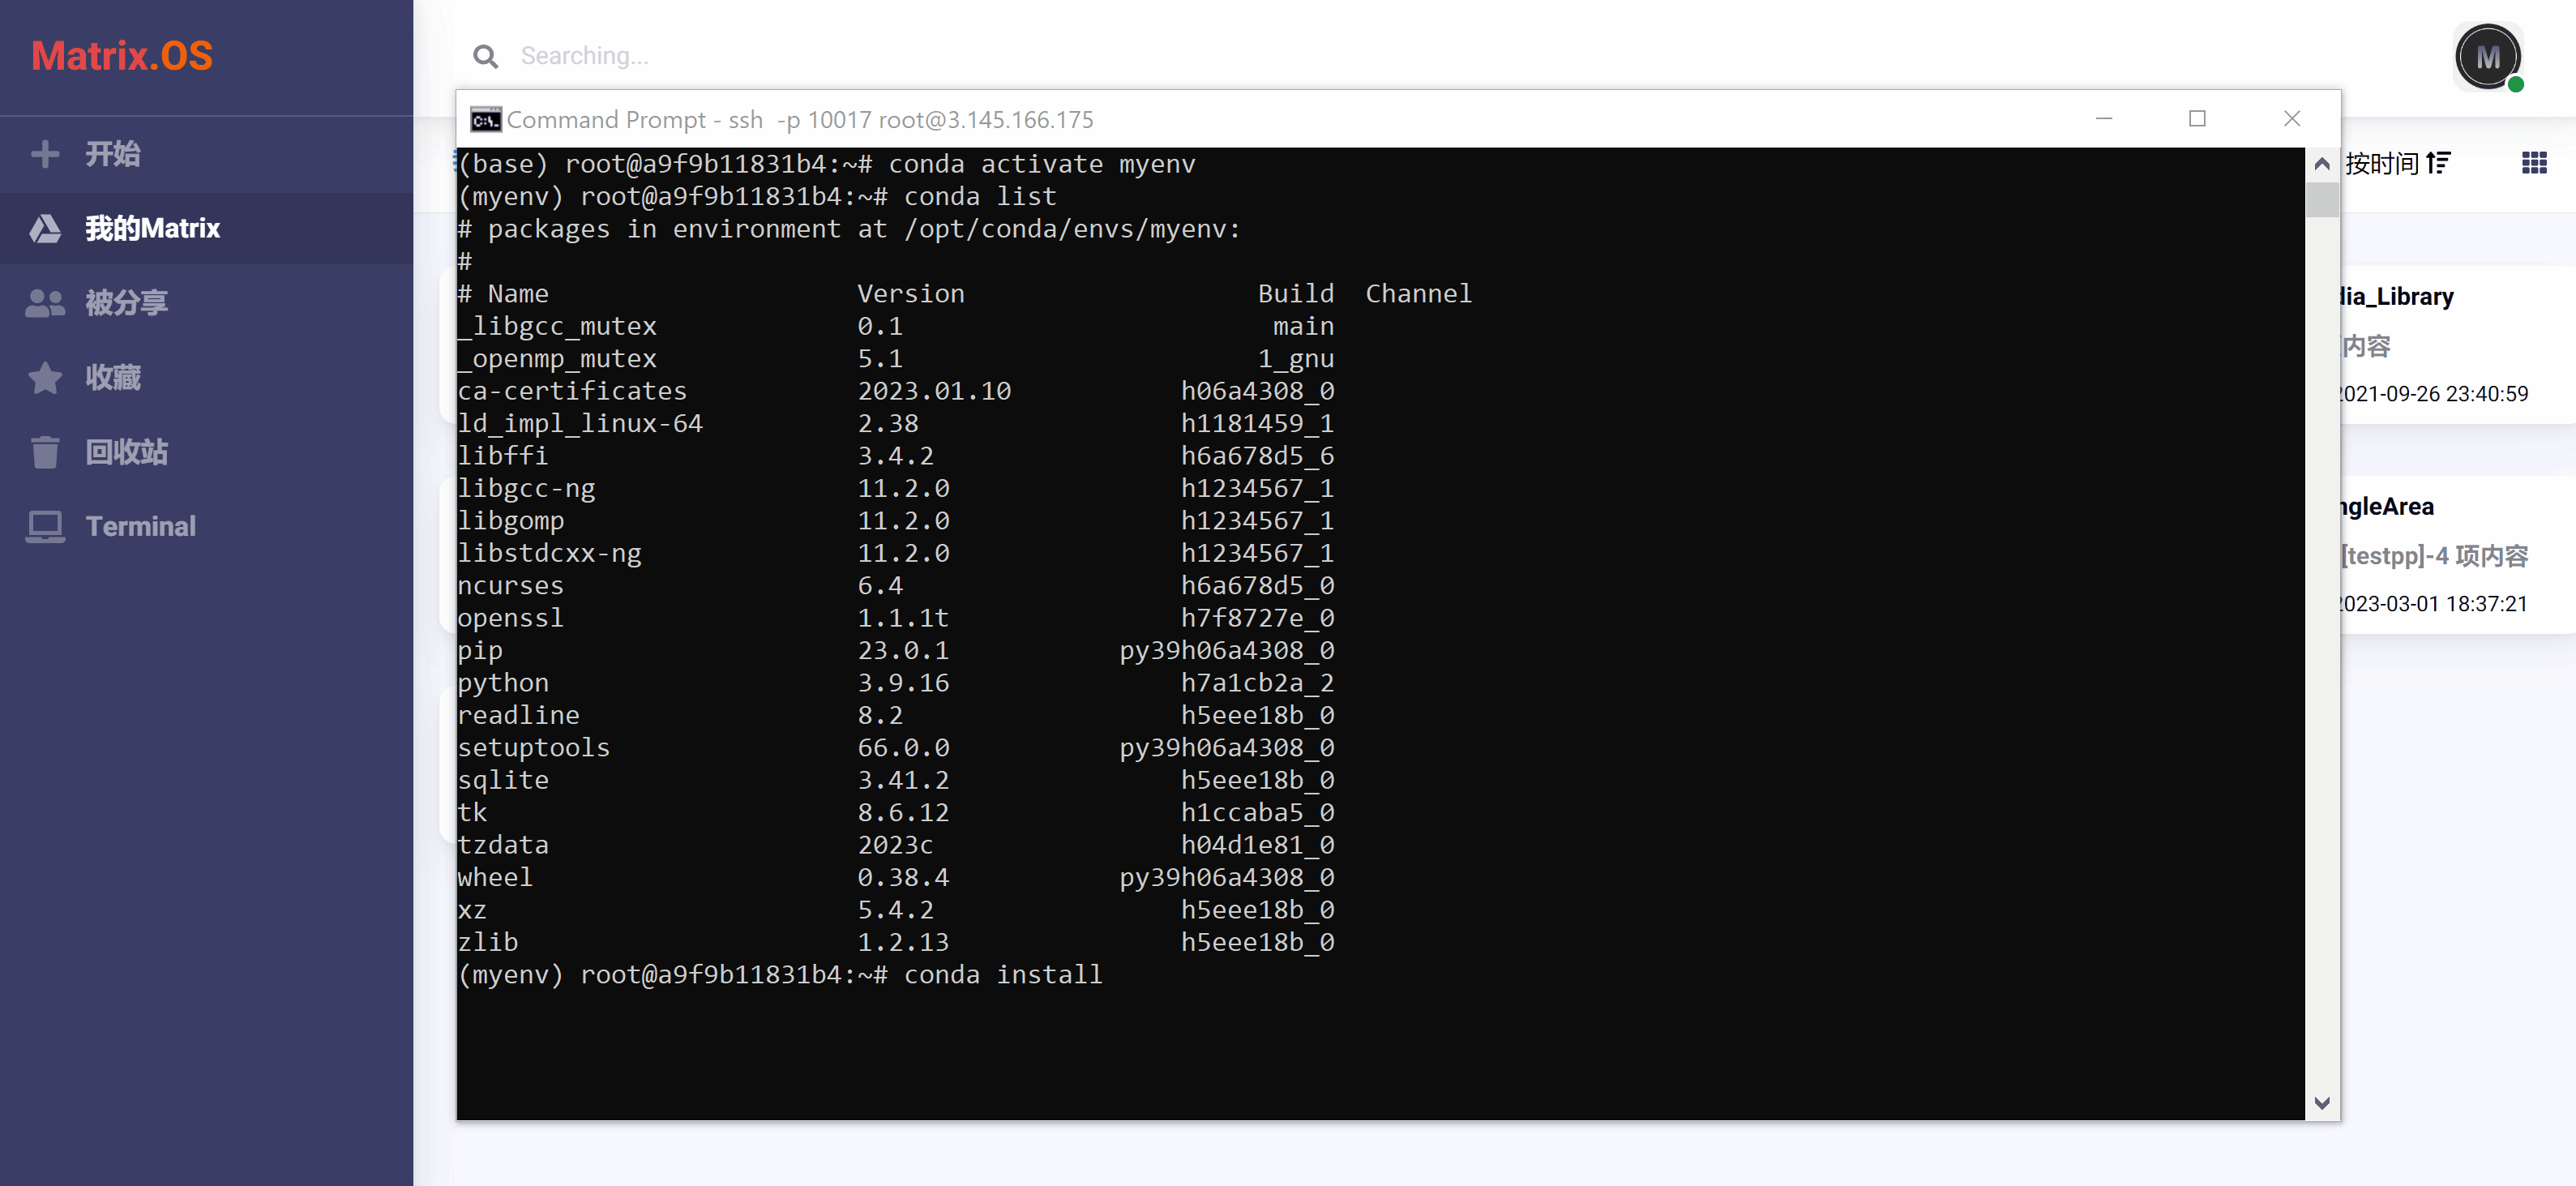 Matrix.OS
开始
我的Matrix
被分享
收藏
回收站
Terminal
Searching...
M
Command Prompt - ssh -p 10017 root@3.145.166.175
(base) root@a9f9b11831b4:~# conda activate myenv
(myenv) root@a9f9b11831b4:~# conda list
# packages in environment at /opt/conda/envs/myenv:
#
# Name Version Build Channel
_libgcc_mutex 0.1 main
_openmp_mutex 5.1 1_gnu
ca-certificates 2023.01.10 h06a4308_0
ld_impl_linux-64 2.38 h1181459_1
libffi 3.4.2 h6a678d5_6
libgcc-ng 11.2.0 h1234567_1
libgomp 11.2.0 h1234567_1
libstdcxx-ng 11.2.0 h1234567_1
ncurses 6.4 h6a678d5_0
openssl 1.1.1t h7f8727e_0
pip 23.0.1 py39h06a4308_0
python 3.9.16 h7a1cb2a_2
readline 8.2 h5eee18b_0
setuptools 66.0.0 py39h06a4308_0
sqlite 3.41.2 h5eee18b_0
tk 8.6.12 h1ccaba5_0
tzdata 2023c h04d1e81_0
wheel 0.38.4 py39h06a4308_0
xz 5.4.2 h5eee18b_0
zlib 1.2.13 h5eee18b_0
(myenv) root@a9f9b11831b4:~# conda install
按时间
dia_Library
内容
2021-09-26 23:40:59
ngleArea
[testpp]-4 项内容
2023-03-01 18:37:21